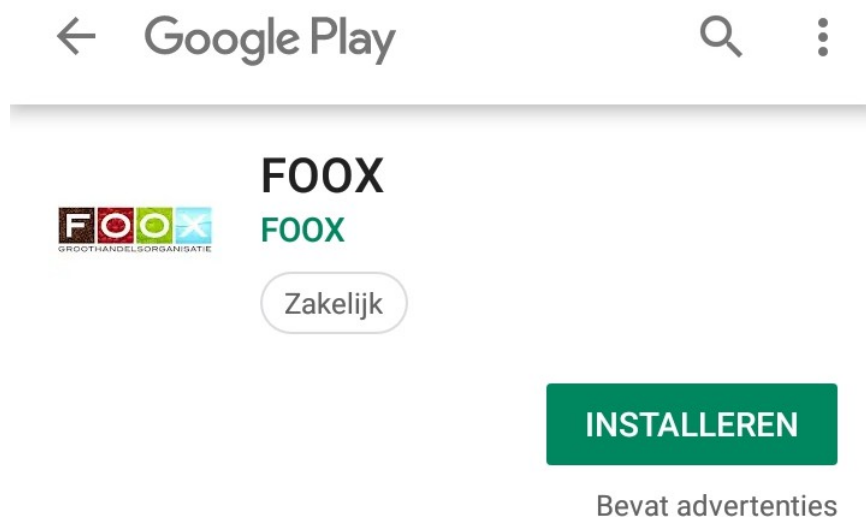 Google Play
FOOX
FOOX
FOOX
GROOTHANDELSORGANISATIE
Zakelijk
INSTALLEREN
Bevat advertenties